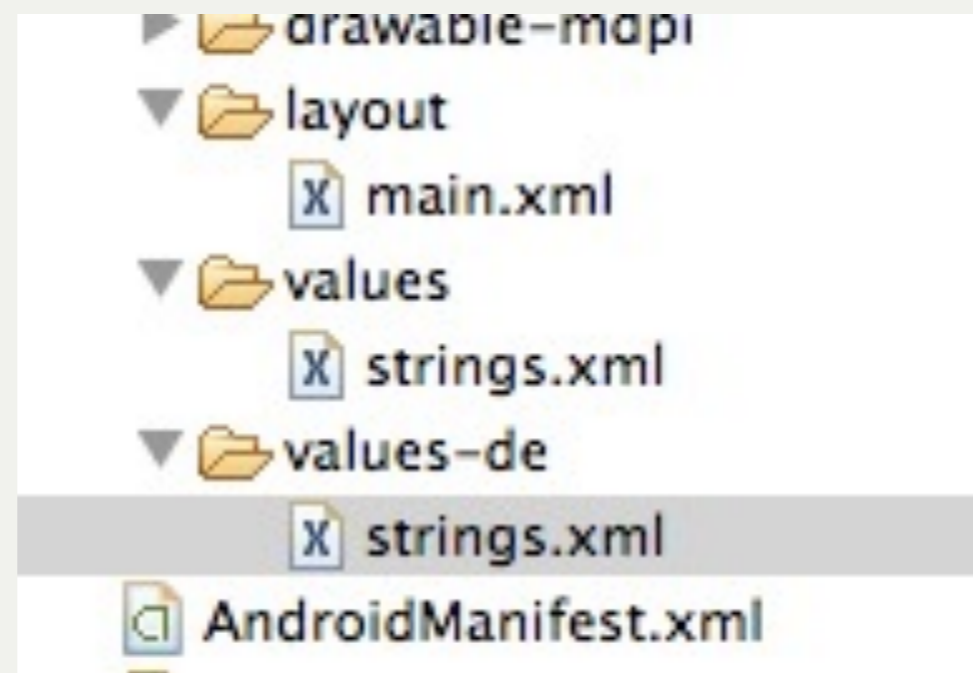 drawable-mdpi
layout
main.xml
values
strings.xml
values-de
strings.xml
AndroidManifest.xml